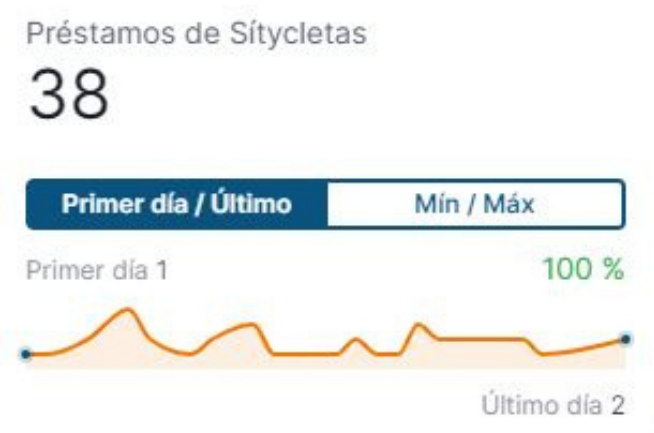 Préstamos de Sítycletas
38
Primer día / Último
Mín / Máx
Primer día 1
100 %
Último día 2